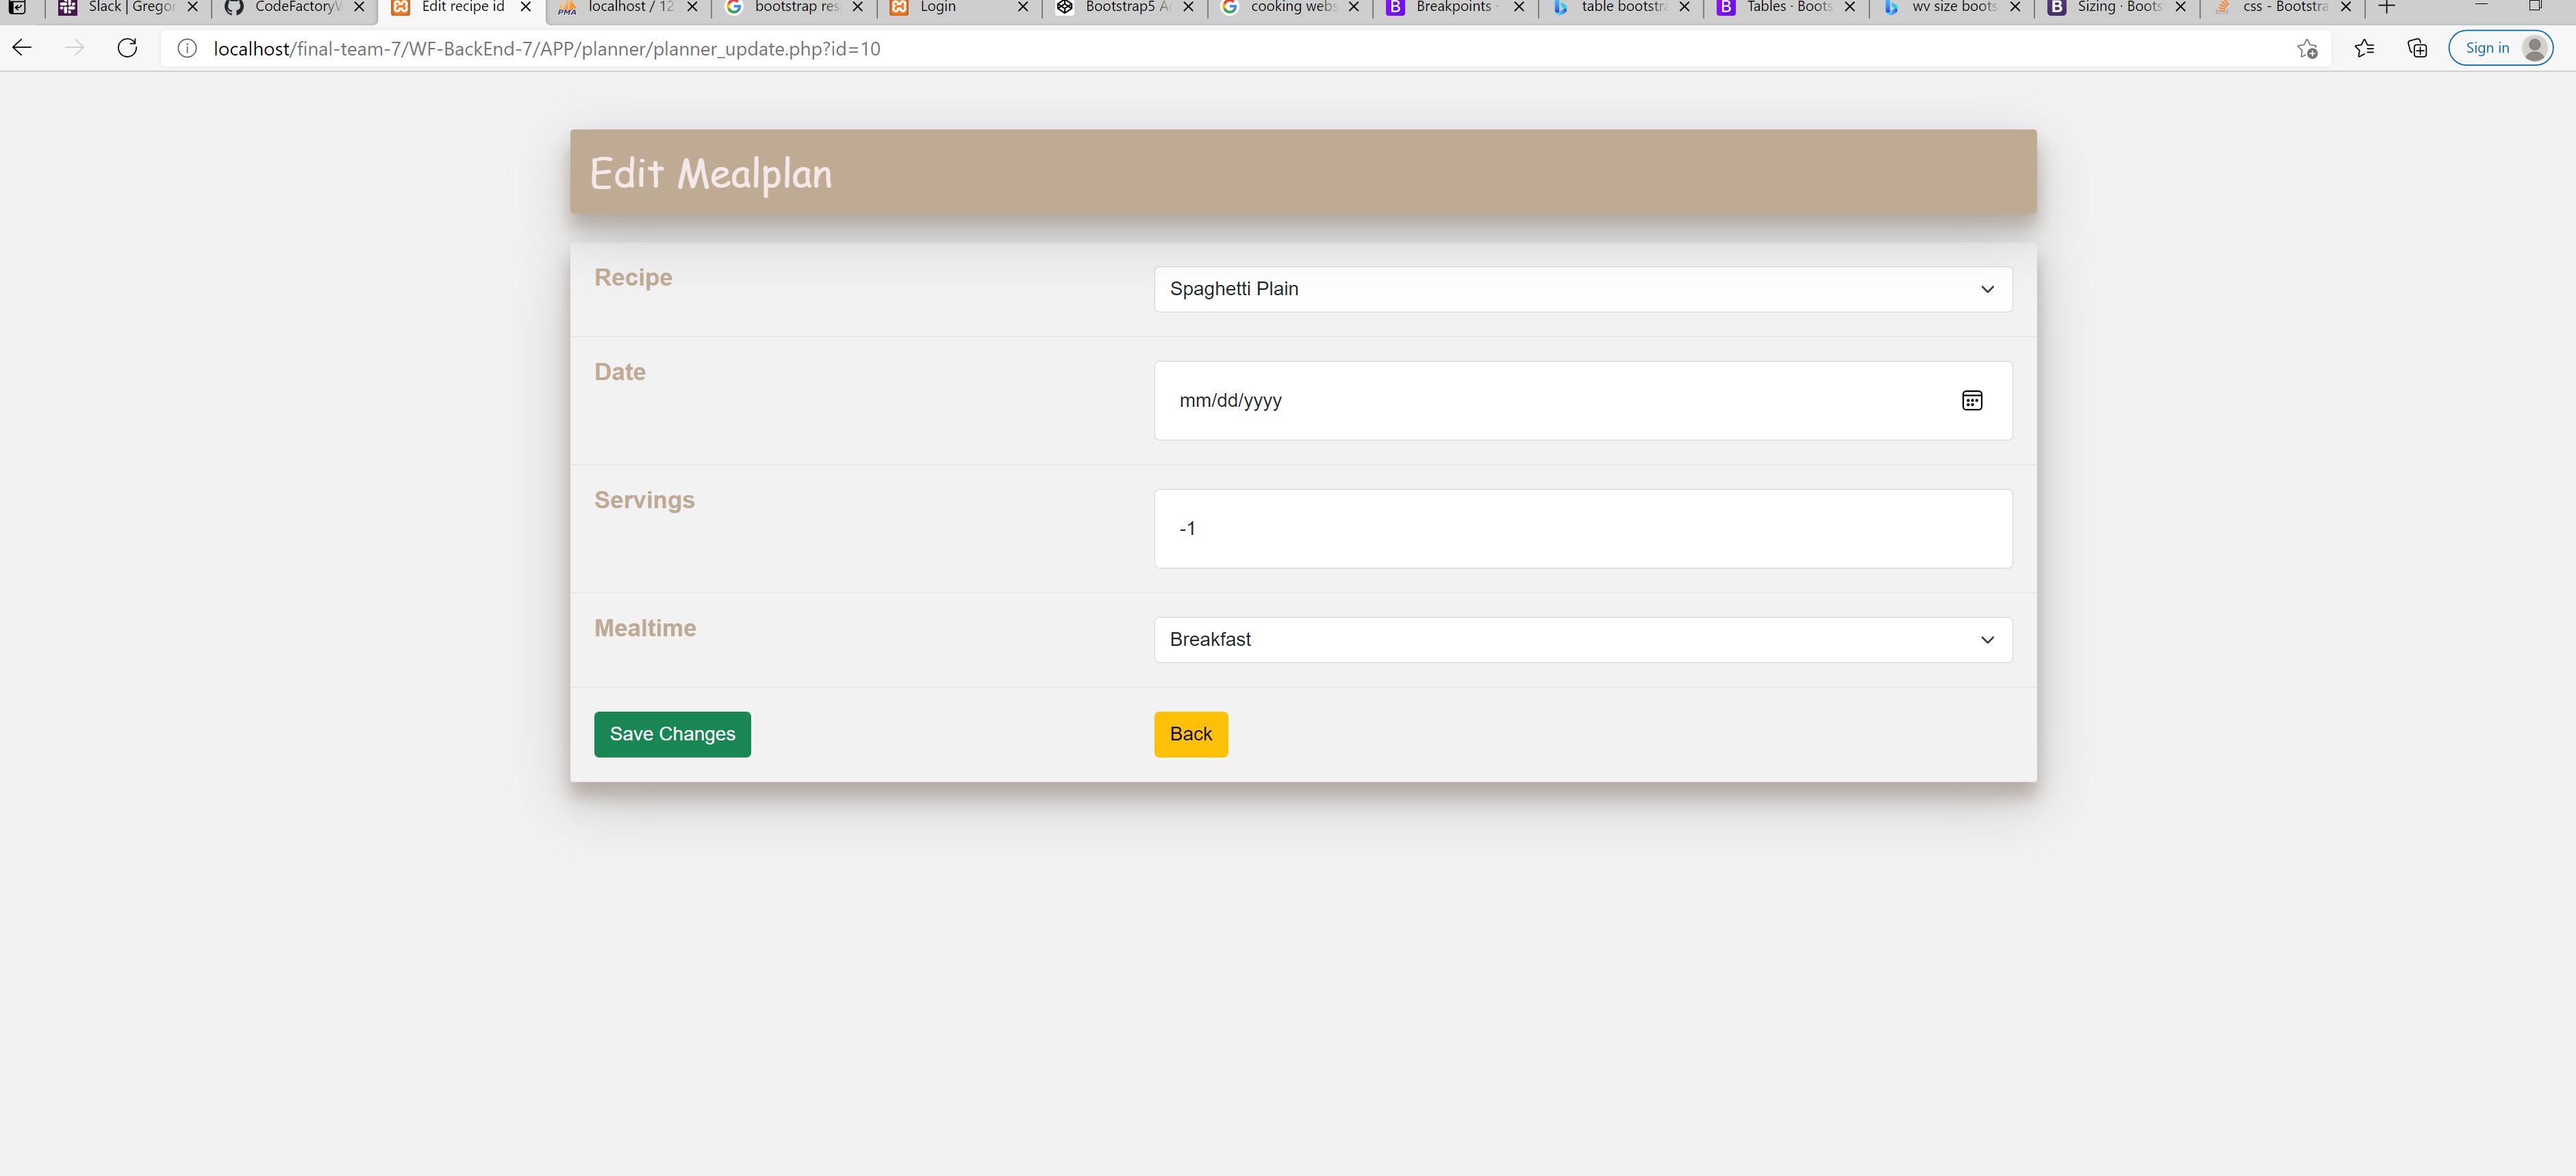 Slack | Gregor
CodeFactoryW
Edit recipe id
localhost / 12
bootstrap res
Login
Bootstrap5 A
cooking webs
Breakpoints ·
table bootstra
Tables · Boots
wv size boots
Sizing · Boots
css - Bootstra
localhost/final-team-7/WF-BackEnd-7/APP/planner/planner_update.php?id=10
Sign in
Edit Mealplan
Recipe
Spaghetti Plain
Date
mm/dd/yyyy
Servings
-1
Mealtime
Breakfast
Save Changes
Back